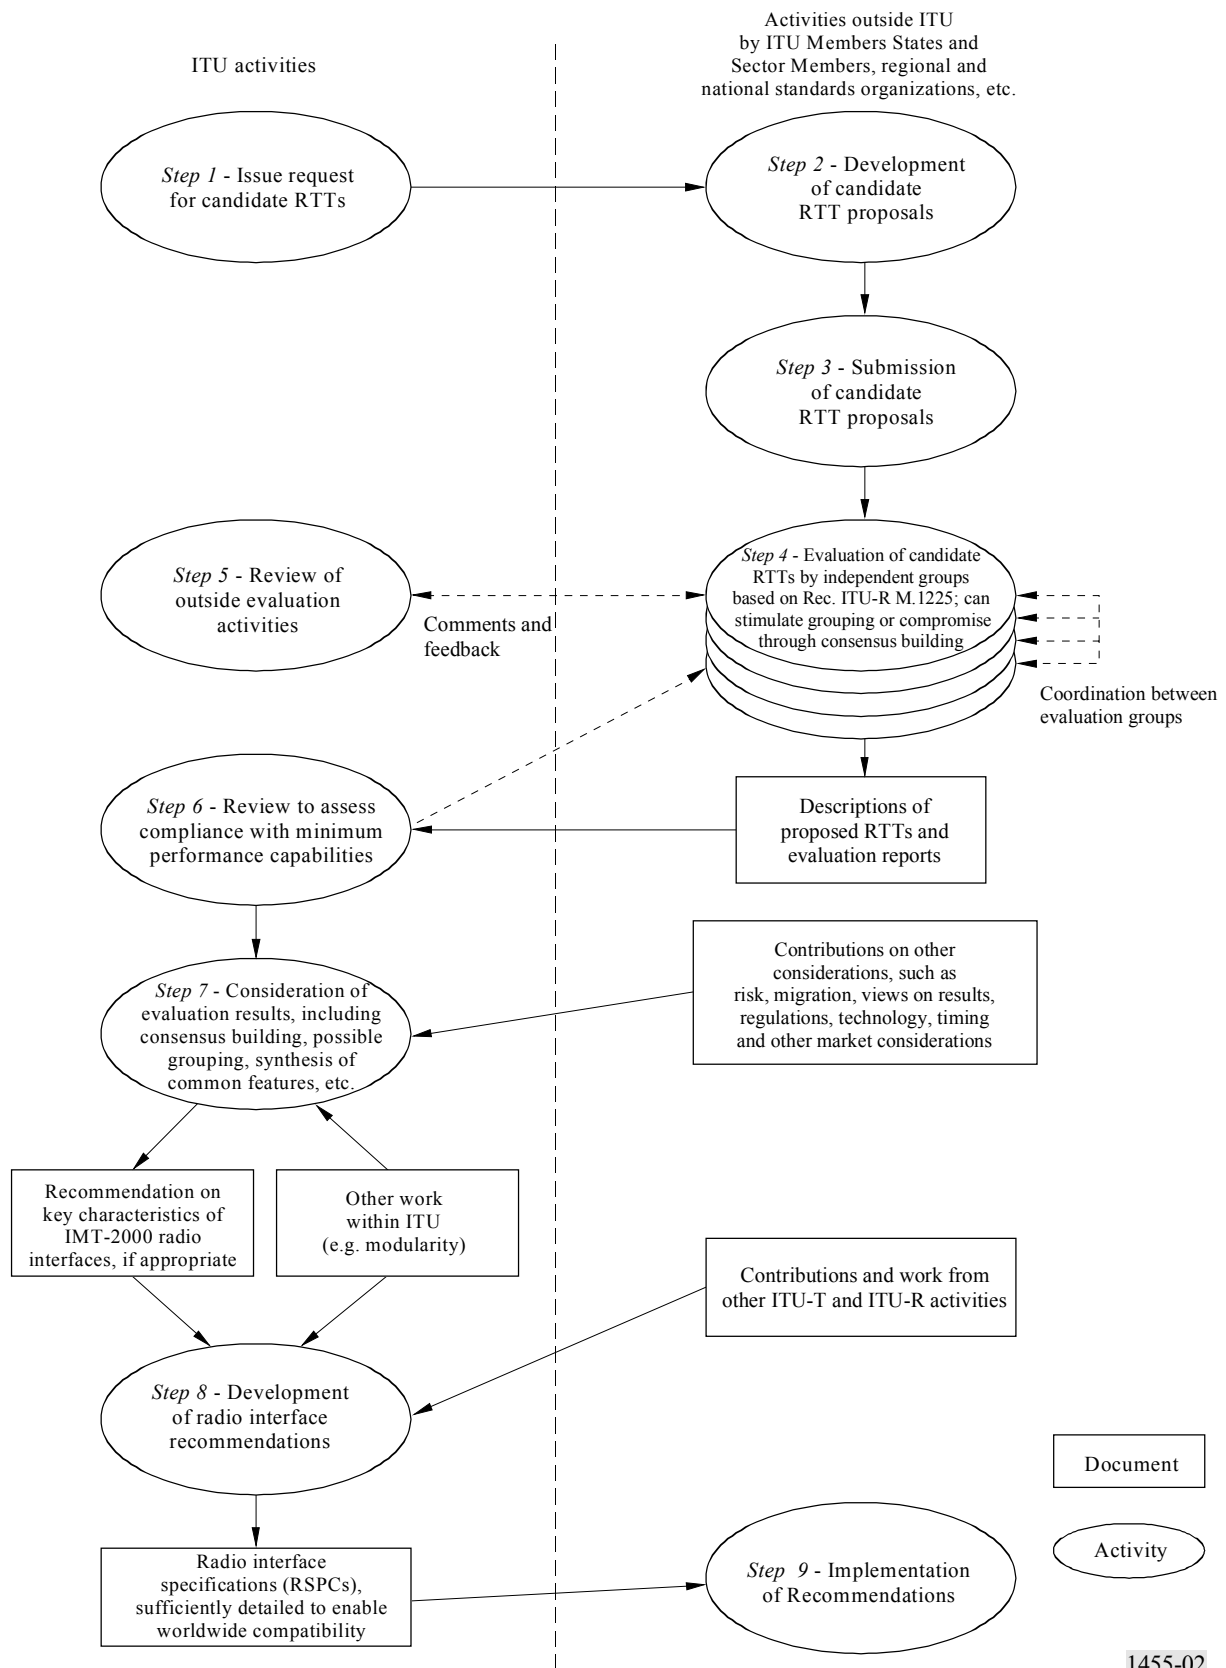 ITU activities
Activities outside ITU
by ITU Members States and
Sector Members, regional and
national standards organizations, etc.
Step 1 - Issue request
for candidate RTTs
Step 2 - Development
of candidate
RTT proposals
Step 3 - Submission
of candidate
RTT proposals
Step 4 - Evaluation of candidate
RTTs by independent groups
based on Rec. ITU-R M.1225; can
stimulate grouping or compromise
through consensus building
Step 5 - Review of
outside evaluation
activities
Comments and
feedback
Coordination between
evaluation groups
Step 6 - Review to assess
compliance with minimum
performance capabilities
Descriptions of
proposed RTTs and
evaluation reports
Step 7 - Consideration of
evaluation results, including
consensus building, possible
grouping, synthesis of
common features, etc.
Contributions on other
considerations, such as
risk, migration, views on results,
regulations, technology, timing
and other market considerations
Recommendation on
key characteristics of
IMT-2000 radio
interfaces, if appropriate
Other work
within ITU
(e.g. modularity)
Contributions and work from
other ITU-T and ITU-R activities
Step 8 - Development
of radio interface
recommendations
Document
Activity
Radio interface
specifications (RSPCs),
sufficiently detailed to enable
worldwide compatibility
Step 9 - Implementation
of Recommendations
1455-02